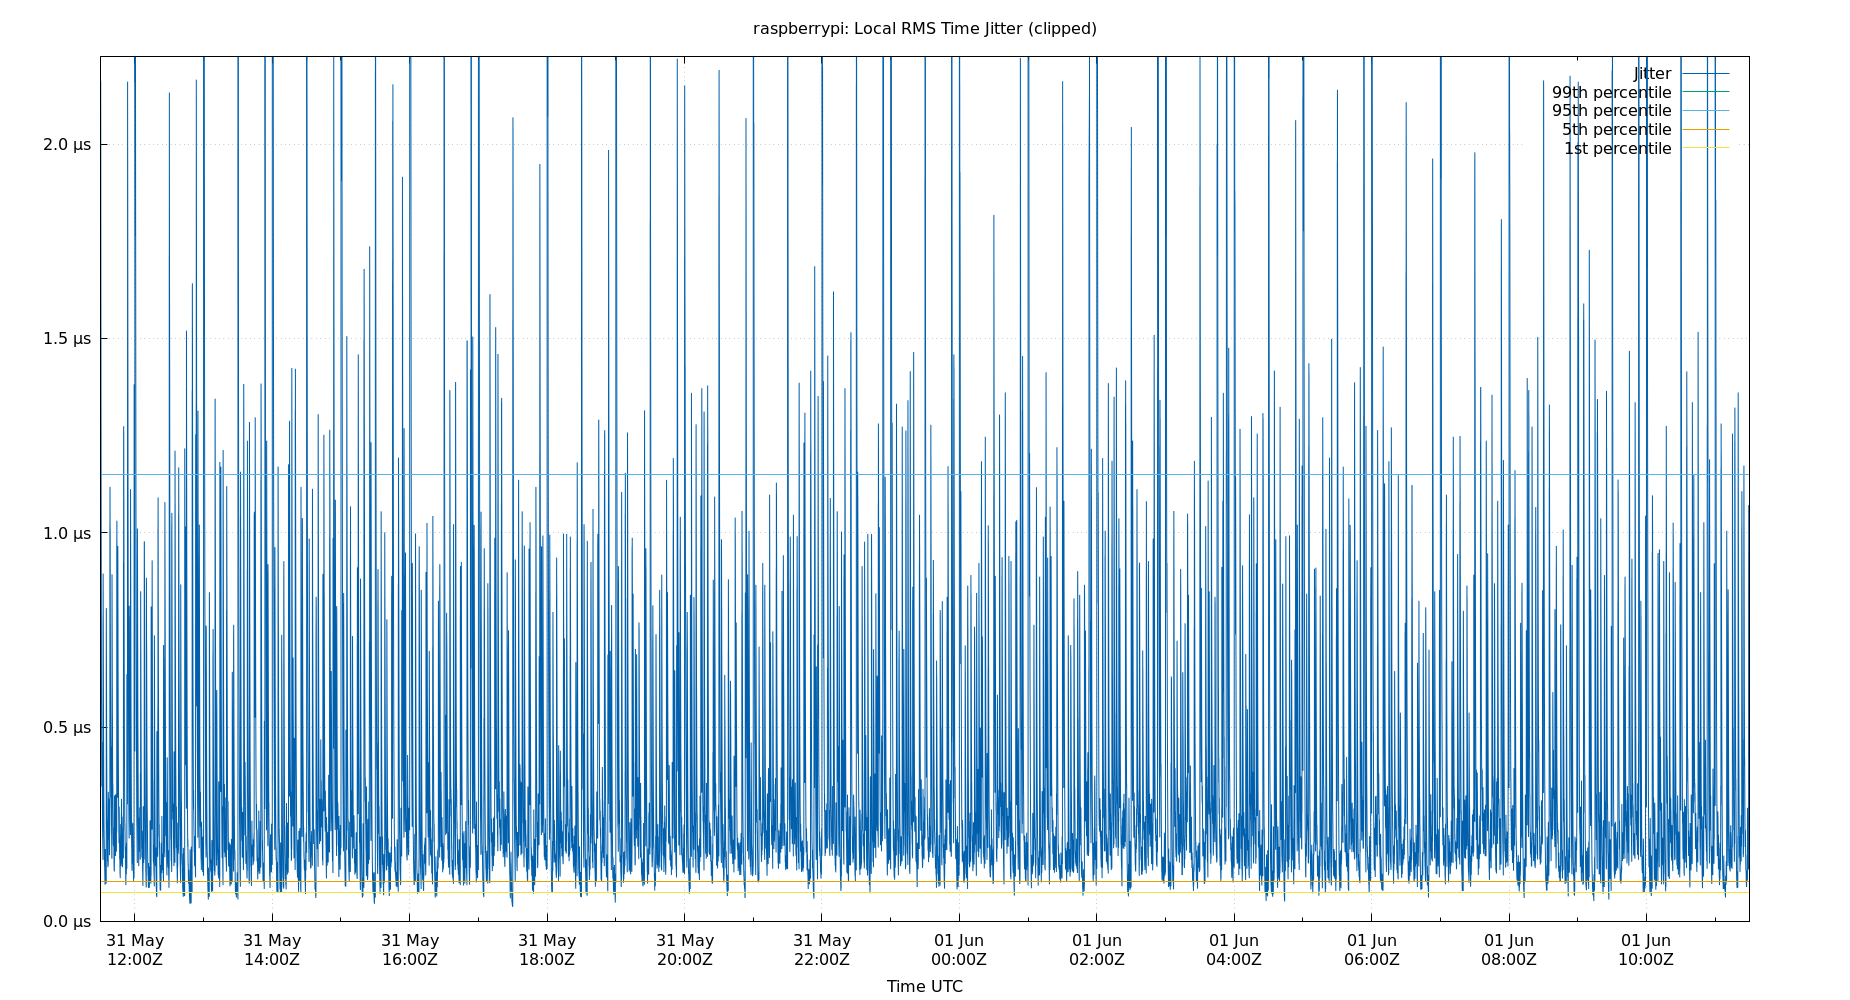 raspberrypi: Local RMS Time Jitter (clipped)
Jitter
99th percentile
95th percentile
5th percentile
1st percentile
2.0 µs
1.5 µs
1.0 µs
0.5 µs
0.0 µs
31 May 31 May 31 May 31 May 31 May 31 May 01 Jun 01 Jun 01 Jun 01 Jun 01 Jun 01 Jun
12:00Z 14:00Z 16:00Z 18:00Z 20:00Z 22:00Z 00:00Z 02:00Z 04:00Z 06:00Z 08:00Z 10:00Z
Time UTC